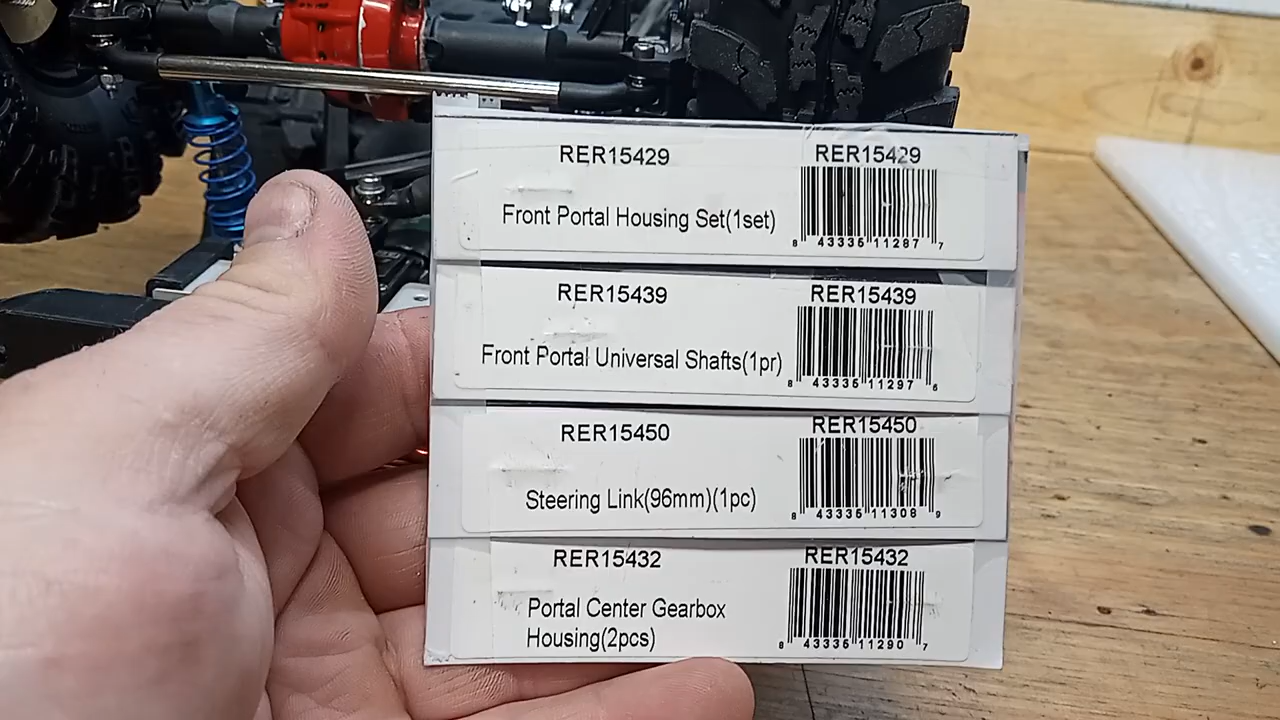 RER15429 RER15429
Front Portal Housing Set(1set)
8 43335 11287 7
RER15439 RER15439
Front Portal Universal Shafts(1pr)
8 43335 11297 6
RER15450 RER15450
Steering Link(96mm)(1pc)
8 43335 11308 9
RER15432 RER15432
Portal Center Gearbox
Housing(2pcs)
8 43335 11290 7